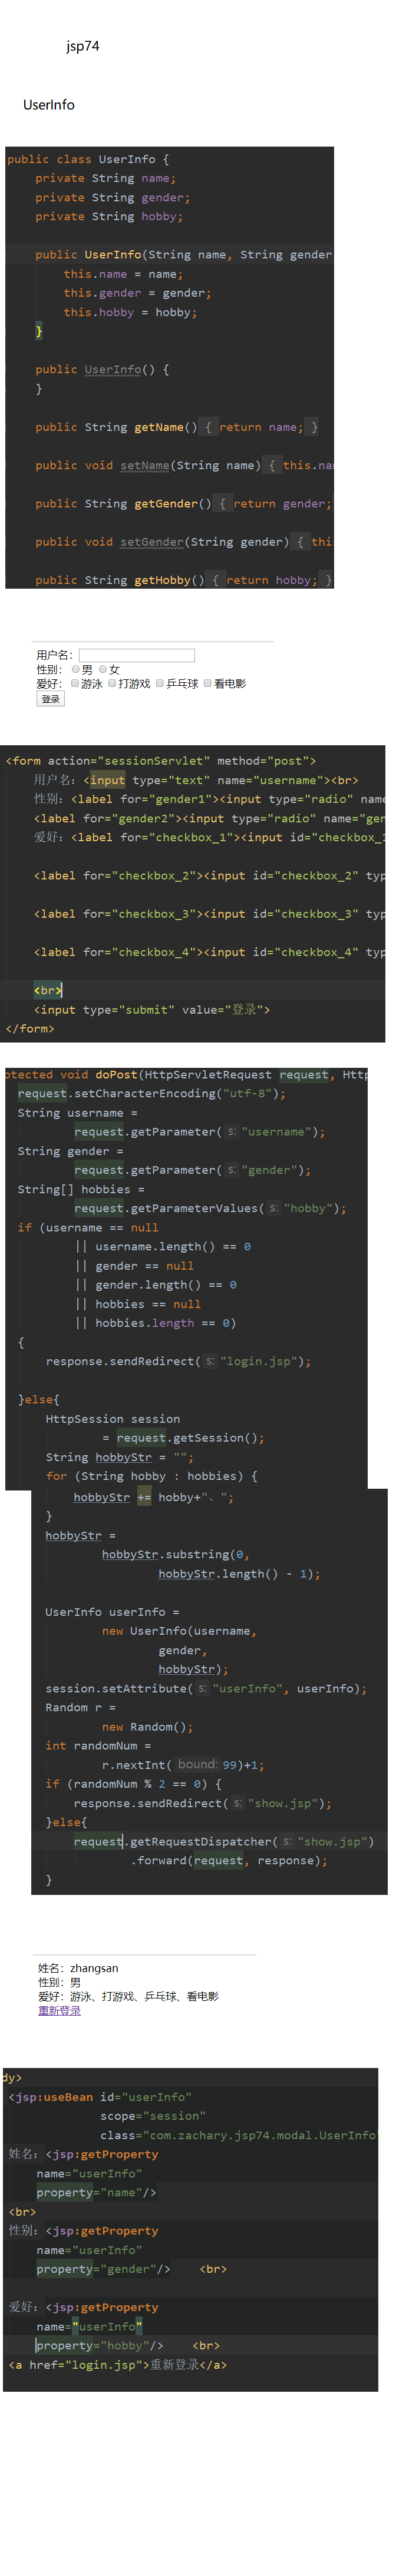 jsp74
UserInfo
public class UserInfo {
private String name;
private String gender;
private String hobby;
public UserInfo(String name, String gender
this.name = name;
this.gender = gender;
this.hobby = hobby;
}
public UserInfo() {
}
public String getName() { return name; }
public void setName(String name) { this.na
public String getGender() { return gender;
public void setGender(String gender) { this
public String getHobby() { return hobby; }
用户名：
性别： 男 女
爱好： 游泳 打游戏 乒乓球 看电影
登录
<form action="sessionServlet" method="post">
用户名：<input type="text" name="username"><br>
性别：<label for="gender1"><input type="radio" name
<label for="gender2"><input type="radio" name="gen
爱好：<label for="checkbox_1"><input id="checkbox_1
<label for="checkbox_2"><input id="checkbox_2" typ
<label for="checkbox_3"><input id="checkbox_3" typ
<label for="checkbox_4"><input id="checkbox_4" typ
<br>
<input type="submit" value="登录">
</form>
otected void doPost(HttpServletRequest request, Http
request.setCharacterEncoding("utf-8");
String username =
request.getParameter( s: "username");
String gender =
request.getParameter( s: "gender");
String[] hobbies =
request.getParameterValues( s: "hobby");
if (username == null
|| username.length() == 0
|| gender == null
|| gender.length() == 0
|| hobbies == null
|| hobbies.length == 0)
{
response.sendRedirect( s: "login.jsp");
}else{
HttpSession session
= request.getSession();
String hobbyStr = "";
for (String hobby : hobbies) {
hobbyStr += hobby+"、";
}
hobbyStr =
hobbyStr.substring(0,
hobbyStr.length() - 1);
UserInfo userInfo =
new UserInfo(username,
gender,
hobbyStr);
session.setAttribute( s: "userInfo", userInfo);
Random r =
new Random();
int randomNum =
r.nextInt( bound: 99)+1;
if (randomNum % 2 == 0) {
response.sendRedirect( s: "show.jsp");
}else{
request.getRequestDispatcher( s: "show.jsp")
.forward(request, response);
}
姓名：zhangsan
性别：男
爱好：游泳、打游戏、乒乓球、看电影
重新登录
dy>
<jsp:useBean id="userInfo"
scope="session"
class="com.zachary.jsp74.modal.UserInfo"
姓名：<jsp:getProperty
name="userInfo"
property="name"/>
<br>
性别：<jsp:getProperty
name="userInfo"
property="gender"/> <br>
爱好：<jsp:getProperty
name="userInfo"
property="hobby"/> <br>
<a href="login.jsp">重新登录</a>